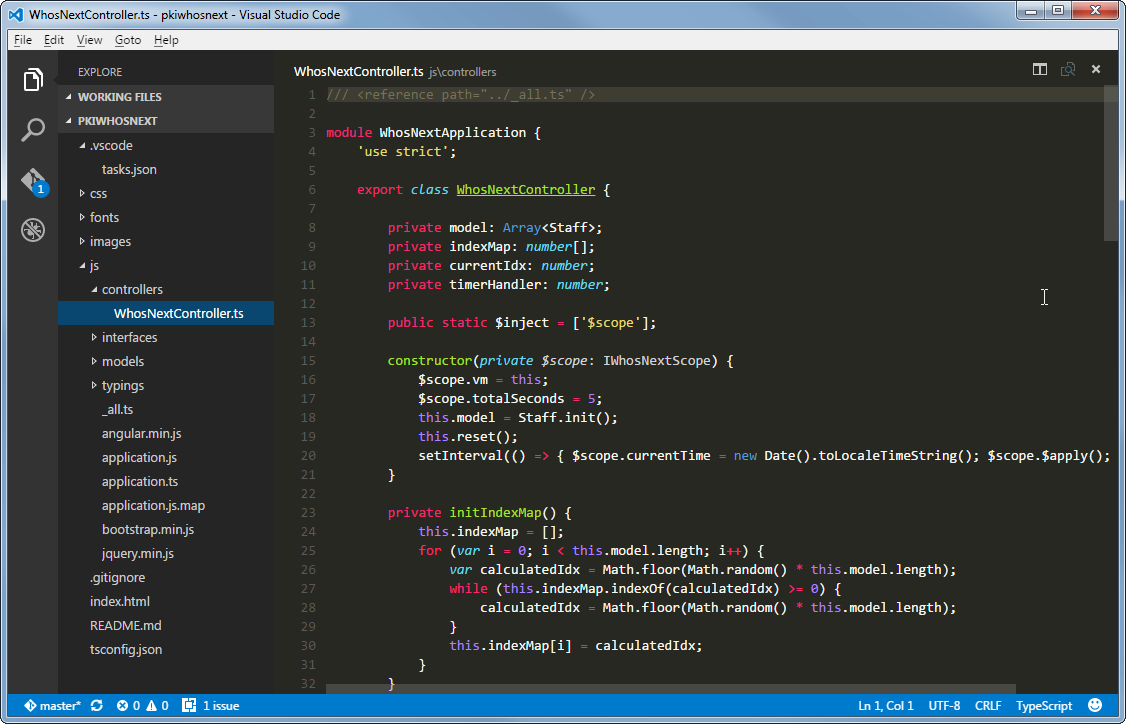 WhosNextController.ts - pkiwhosnext - Visual Studio Code
File Edit View Goto Help
EXPLORE
WORKING FILES
PKIWHOSNEXT
.vscode
tasks.json
1
css
fonts
images
js
controllers
WhosNextController.ts
interfaces
models
typings
_all.ts
angular.min.js
application.js
application.ts
application.js.map
bootstrap.min.js
jquery.min.js
.gitignore
index.html
README.md
tsconfig.json
WhosNextController.ts js\controllers
1 /// <reference path="../_all.ts" />
2
3 module WhosNextApplication {
4     'use strict';
5
6     export class WhosNextController {
7
8         private model: Array<Staff>;
9         private indexMap: number[];
10         private currentIdx: number;
11         private timerHandler: number;
12
13         public static $inject = ['$scope'];
14
15         constructor(private $scope: IWhosNextScope) {
16             $scope.vm = this;
17             $scope.totalSeconds = 5;
18             this.model = Staff.init();
19             this.reset();
20             setInterval(() => { $scope.currentTime = new Date().toLocaleTimeString(); $scope.$apply();
21         }
22
23         private initIndexMap() {
24             this.indexMap = [];
25             for (var i = 0; i < this.model.length; i++) {
26                 var calculatedIdx = Math.floor(Math.random() * this.model.length);
27                 while (this.indexMap.indexOf(calculatedIdx) >= 0) {
28                     calculatedIdx = Math.floor(Math.random() * this.model.length);
29                 }
30                 this.indexMap[i] = calculatedIdx;
31             }
32         }
master* 0 0 1 issue Ln 1, Col 1 UTF-8 CRLF TypeScript